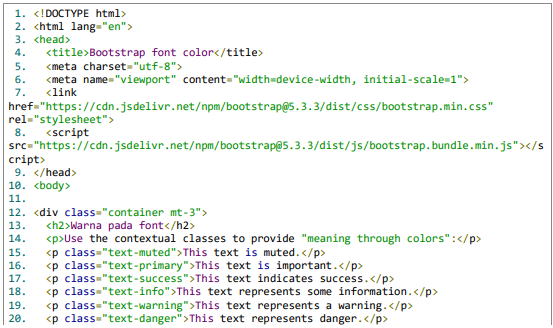 1. <!DOCTYPE html>
2. <html lang="en">
3. <head>
4. <title>Bootstrap font color</title>
5. <meta charset="utf-8">
6. <meta name="viewport" content="width=device-width, initial-scale=1">
7. <link
href="https://cdn.jsdelivr.net/npm/bootstrap@5.3.3/dist/css/bootstrap.min.css"
rel="stylesheet">
8. <script
src="https://cdn.jsdelivr.net/npm/bootstrap@5.3.3/dist/js/bootstrap.bundle.min.js"></s
cript>
9. </head>
10. <body>
11.
12. <div class="container mt-3">
13. <h2>Warna pada font</h2>
14. <p>Use the contextual classes to provide "meaning through colors":</p>
15. <p class="text-muted">This text is muted.</p>
16. <p class="text-primary">This text is important.</p>
17. <p class="text-success">This text indicates success.</p>
18. <p class="text-info">This text represents some information.</p>
19. <p class="text-warning">This text represents a warning.</p>
20. <p class="text-danger">This text represents danger.</p>